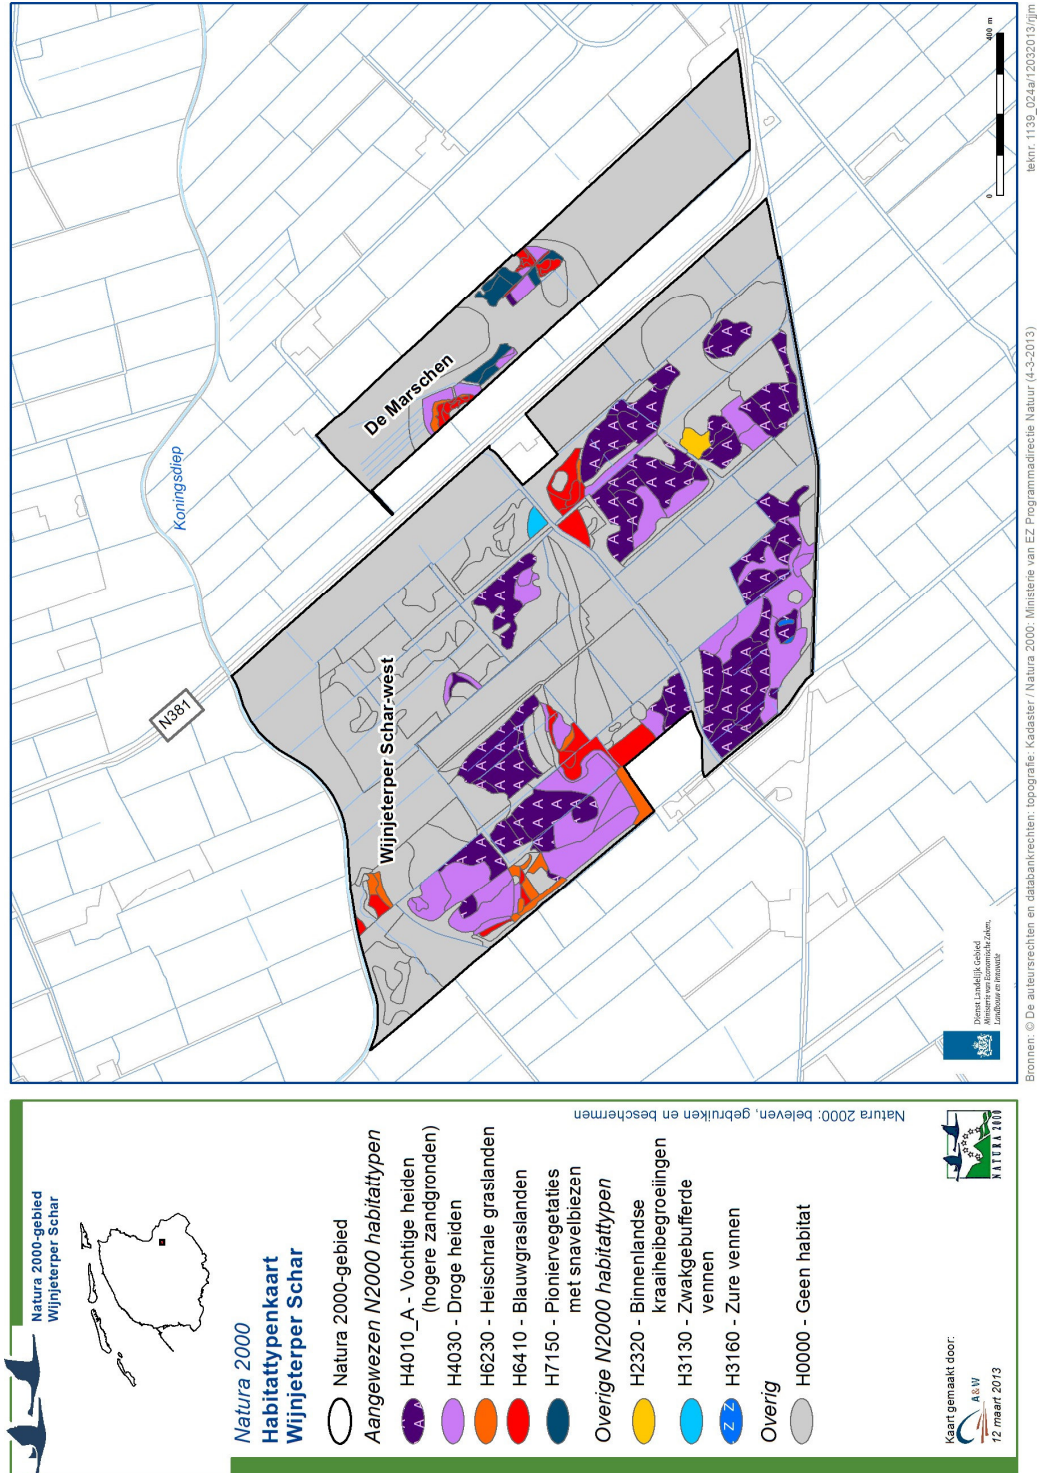 Natura 2000-gebied
Wijnjeterper Schar
Natura 2000
Habitattypenkaart
Wijnjeterper Schar
Natura 2000-gebied
Aangewezen N2000 habitattypen
A A
H4010_A - Vochtige heiden
(hogere zandgronden)
H4030 - Droge heiden
H6230 - Heischrale graslanden
H6410 - Blauwgraslanden
H7150 - Pioniervegetaties
met snavelbiezen
Overige N2000 habitattypen
H2320 - Binnenlandse
kraaiheibegroeiingen
H3130 - Zwakgebufferde
vennen
Z Z
H3160 - Zure vennen
Overig
H0000 - Geen habitat
Natura 2000: beleven, gebruiken en beschermen
Kaart gemaakt door:
A&W
12 maart 2013
NATURA 2000
Koningsdiep
N381
De Marschen
Wijnjeterper Schar-west
Dienst Landelijk Gebied
Ministerie van Economische Zaken,
Landbouw en Innovatie
0 400 m
Bronnen: © De auteursrechten en databankrechten: topografie: Kadaster / Natura 2000: Ministerie van EZ Programmadirectie Natuur (4-3-2013)
teknr. 1139_024a/12032013/rjjm